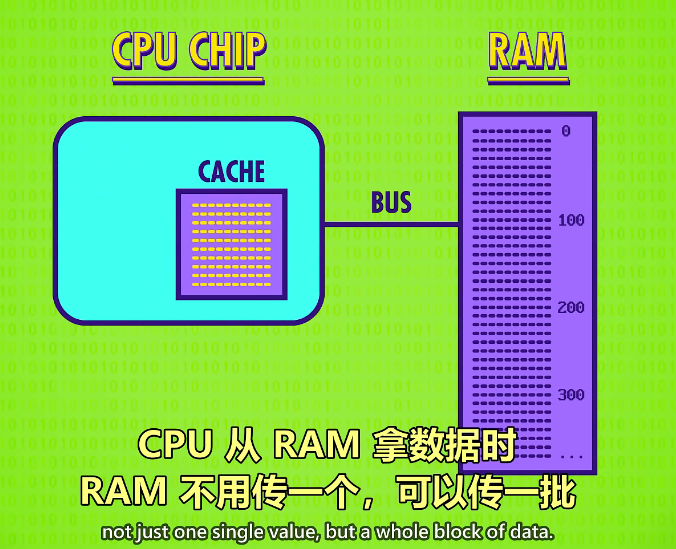 CPU CHIP
RAM
CACHE
BUS
0
100
200
300
...
CPU 从 RAM 拿数据时
RAM 不用传一个，可以传一批
not just one single value, but a whole block of data.